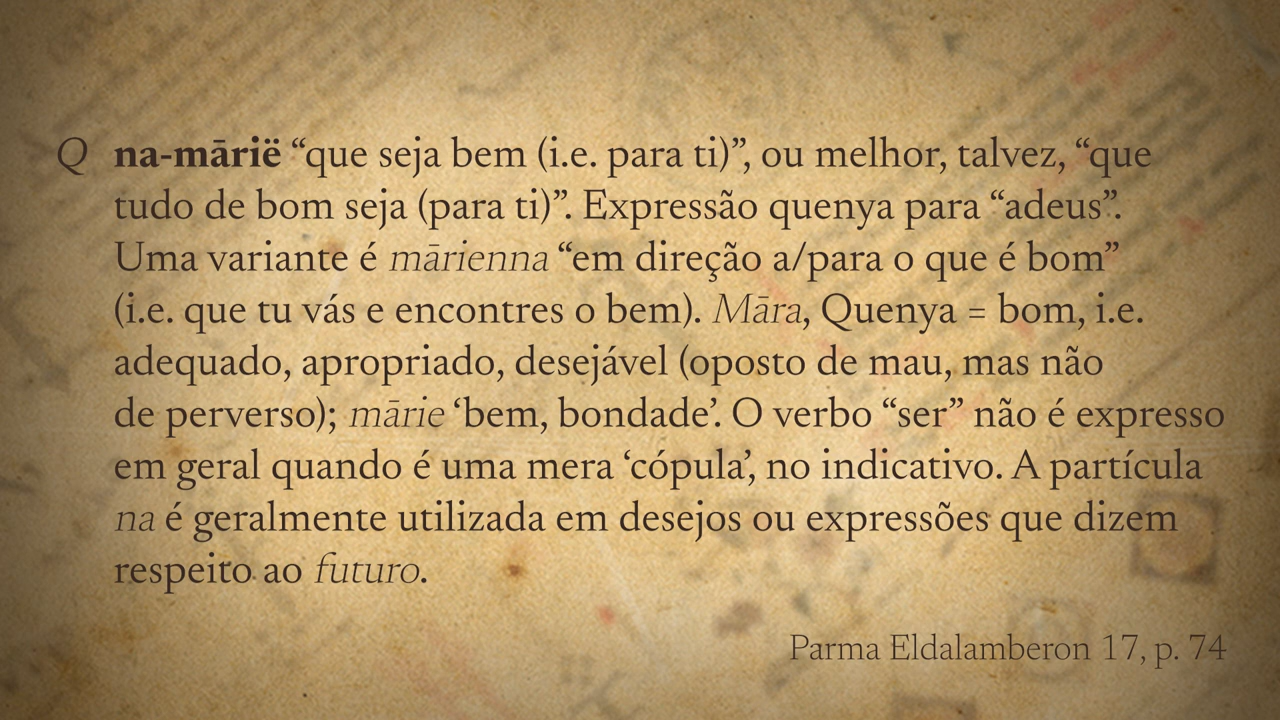 Q na-mārië “que seja bem (i.e. para ti)”, ou melhor, talvez, “que
tudo de bom seja (para ti)”. Expressão quenya para “adeus”.
Uma variante é mārienna “em direção a/para o que é bom”
(i.e. que tu vás e encontres o bem). Māra, Quenya = bom, i.e.
adequado, apropriado, desejável (oposto de mau, mas não
de perverso); mārie ‘bem, bondade’. O verbo “ser” não é expresso
em geral quando é uma mera ‘cópula’, no indicativo. A partícula
na é geralmente utilizada em desejos ou expressões que dizem
respeito ao futuro.
Parma Eldalamberon 17, p. 74